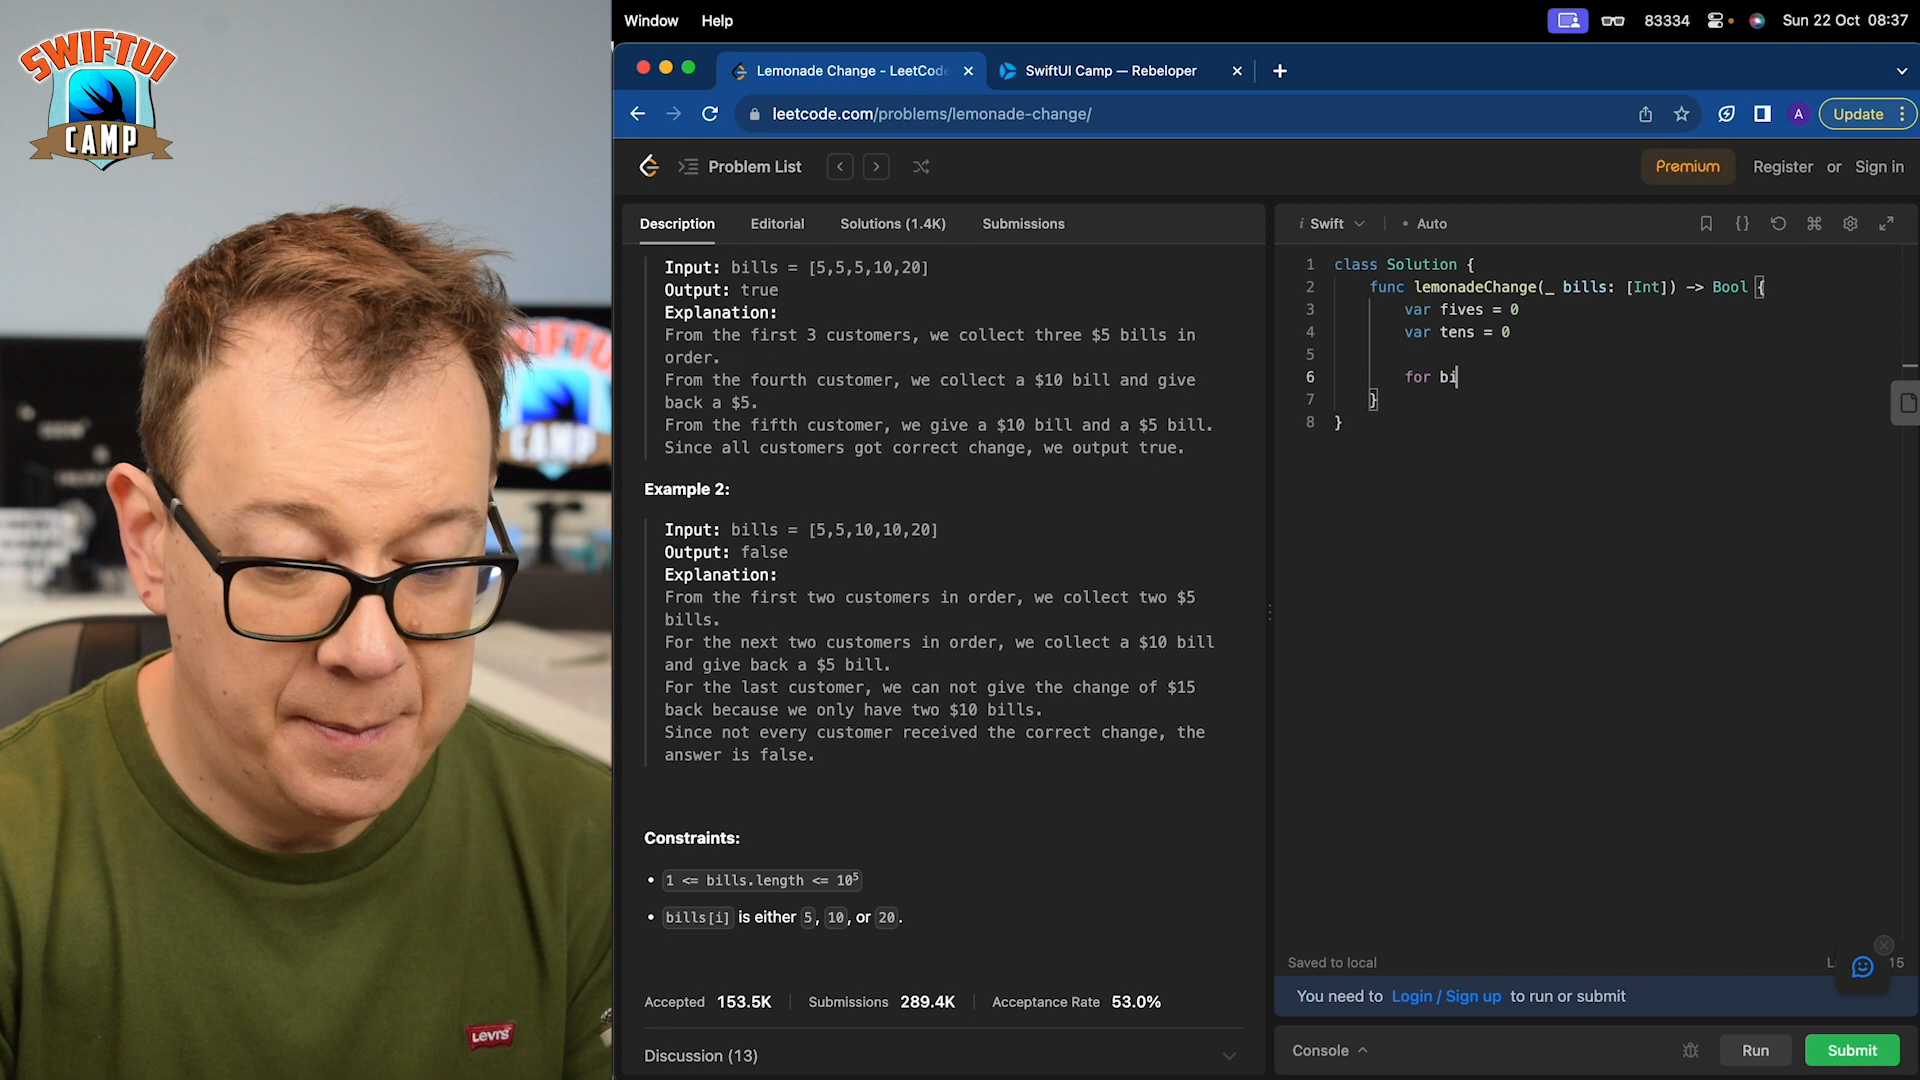 SWIFTUI
CAMP
Window Help
83334
Sun 22 Oct 08:37
Lemonade Change - LeetCode
SwiftUI Camp — Rebeloper
leetcode.com/problems/lemonade-change/
A
Update
Problem List
Premium
Register or Sign in
Description
Editorial
Solutions (1.4K)
Submissions
Input: bills = [5,5,5,10,20]
Output: true
Explanation:
From the first 3 customers, we collect three $5 bills in
order.
From the fourth customer, we collect a $10 bill and give
back a $5.
From the fifth customer, we give a $10 bill and a $5 bill.
Since all customers got correct change, we output true.
Example 2:
Input: bills = [5,5,10,10,20]
Output: false
Explanation:
From the first two customers in order, we collect two $5
bills.
For the next two customers in order, we collect a $10 bill
and give back a $5 bill.
For the last customer, we can not give the change of $15
back because we only have two $10 bills.
Since not every customer received the correct change, the
answer is false.
Constraints:
• 1 <= bills.length <= 10⁵
• bills[i] is either 5, 10, or 20.
Accepted 153.5K
Submissions 289.4K
Acceptance Rate 53.0%
Discussion (13)
i Swift
• Auto
1 class Solution {
2 func lemonadeChange(_ bills: [Int]) -> Bool {
3 var fives = 0
4 var tens = 0
5
6 for bi
7 }
8 }
Saved to local
15
You need to Login / Sign up to run or submit
Console
Run
Submit
SWIFTUI
CAMP
Levi's